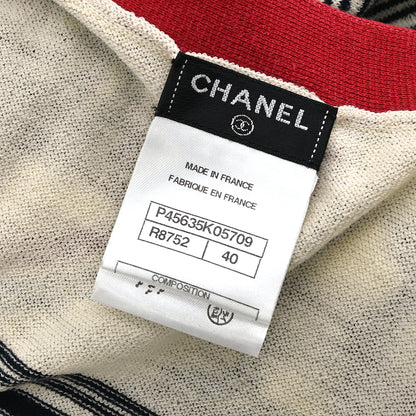 CHANEL
MADE IN FRANCE
FABRIQUE EN FRANCE
P45635K05709
R8752 40
COMPOSITION